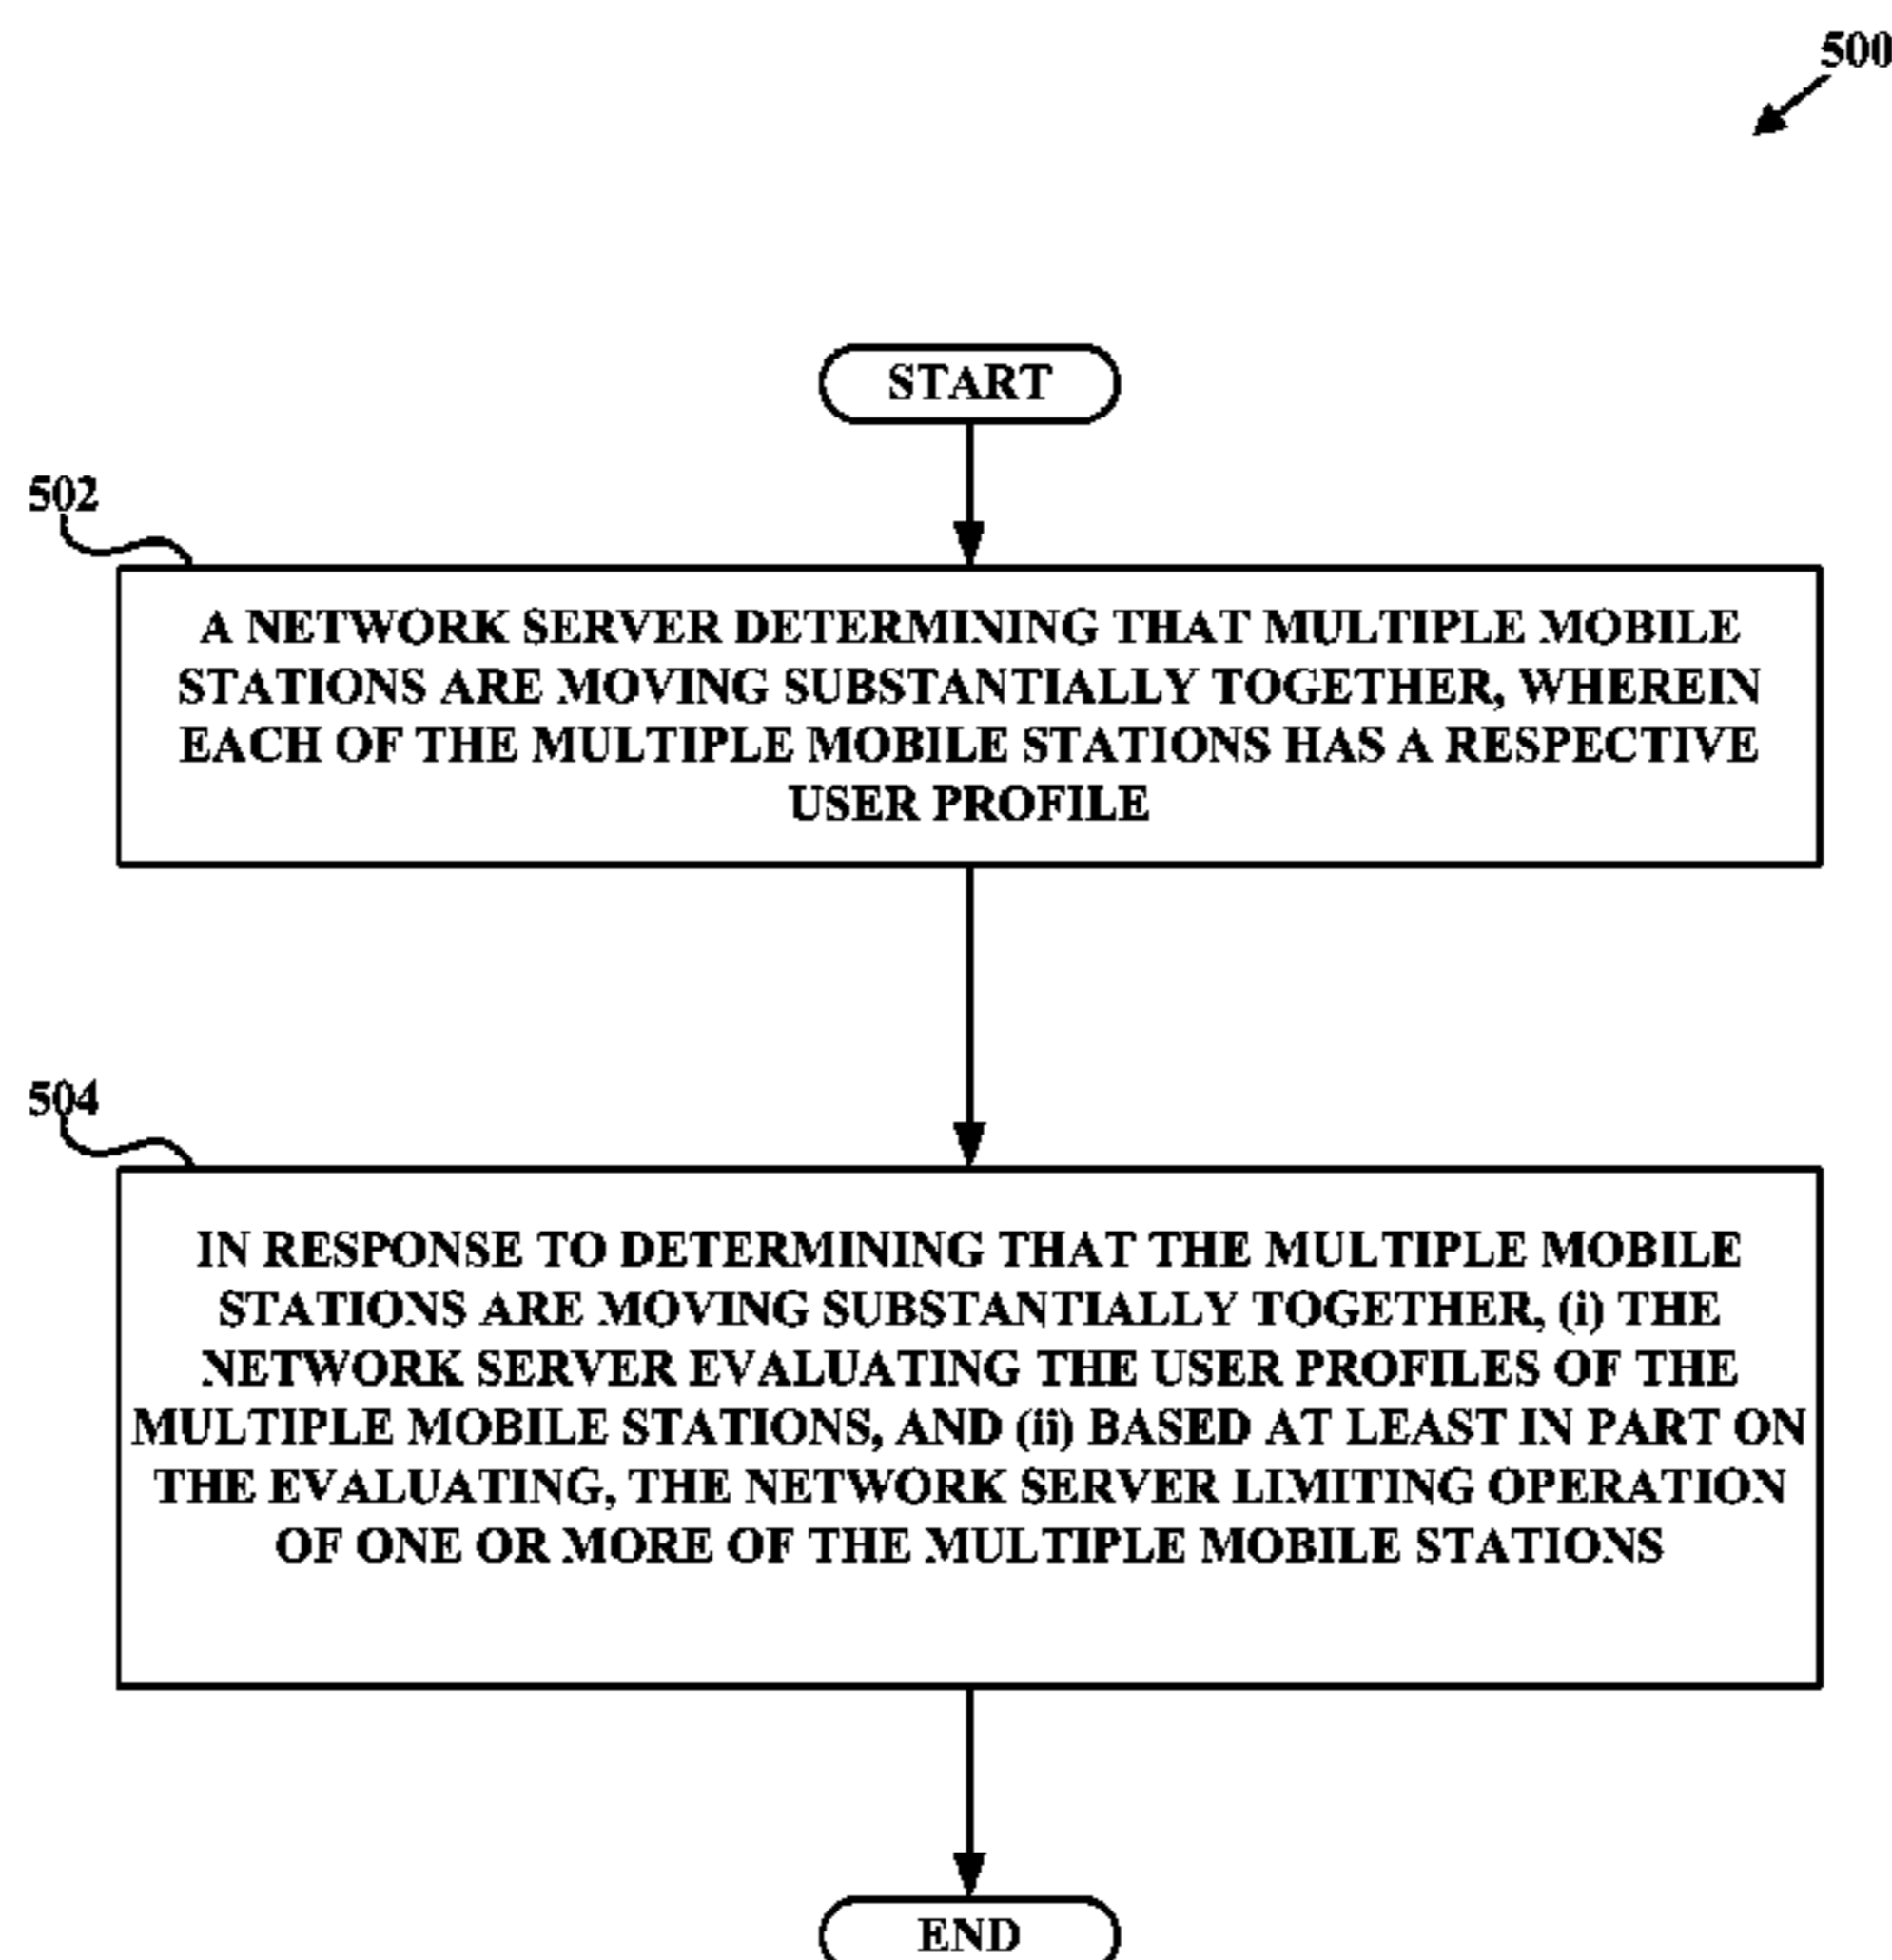 500
START
502
A NETWORK SERVER DETERMINING THAT MULTIPLE MOBILE
STATIONS ARE MOVING SUBSTANTIALLY TOGETHER, WHEREIN
EACH OF THE MULTIPLE MOBILE STATIONS HAS A RESPECTIVE
USER PROFILE
504
IN RESPONSE TO DETERMINING THAT THE MULTIPLE MOBILE
STATIONS ARE MOVING SUBSTANTIALLY TOGETHER, (i) THE
NETWORK SERVER EVALUATING THE USER PROFILES OF THE
MULTIPLE MOBILE STATIONS, AND (ii) BASED AT LEAST IN PART ON
THE EVALUATING, THE NETWORK SERVER LIMITING OPERATION
OF ONE OR MORE OF THE MULTIPLE MOBILE STATIONS
END